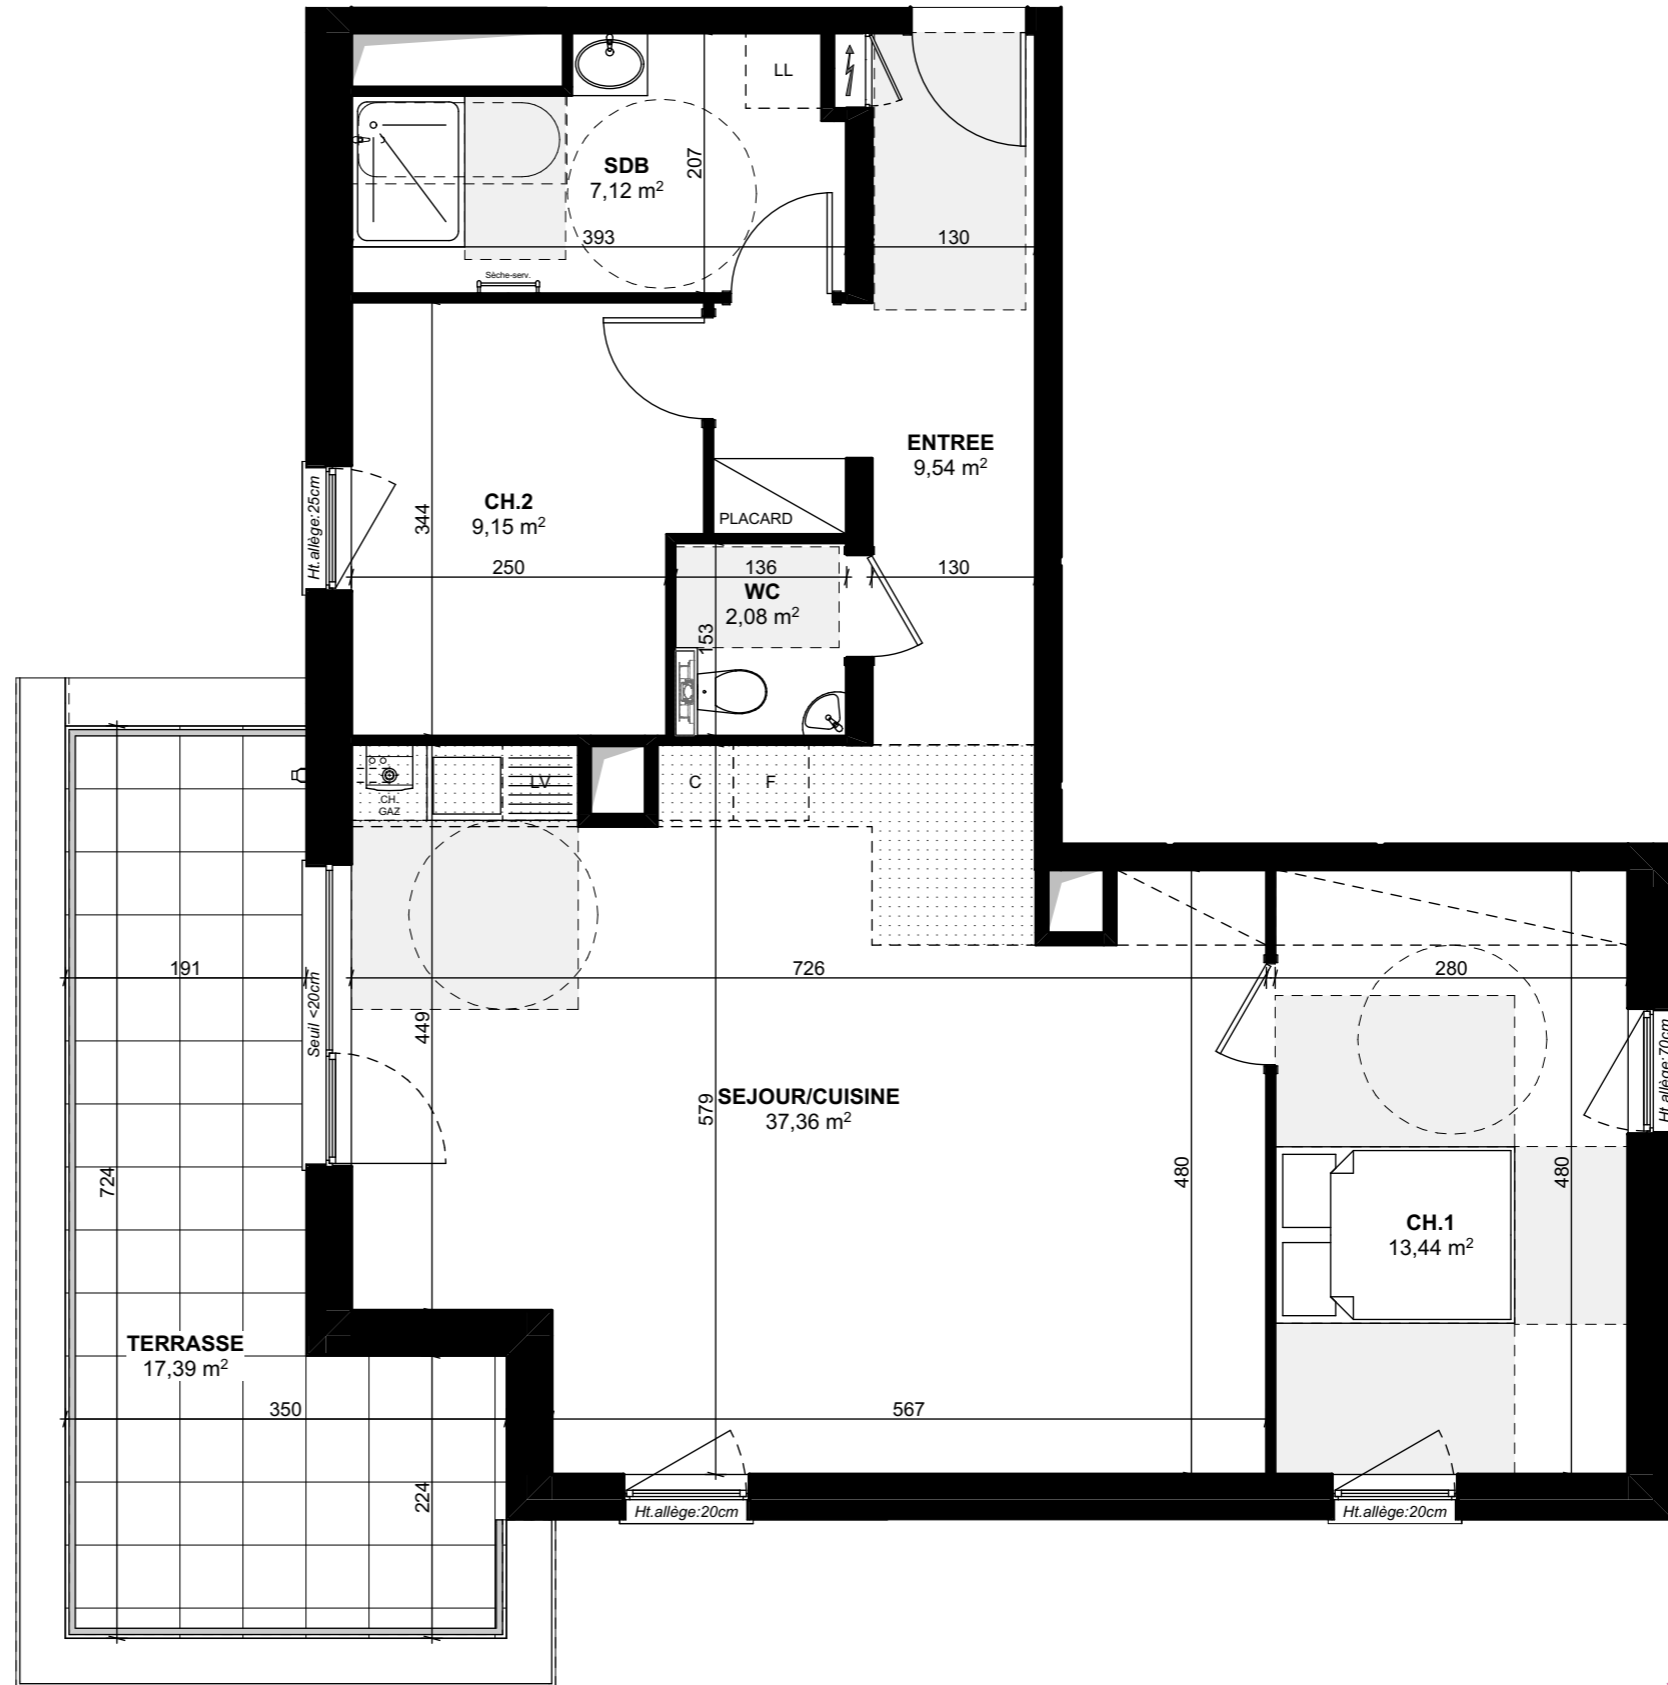 LL
SDB
7,12 m²
207
393
130
Sèche-serv.
ENTREE
9,54 m²
CH.2
9,15 m²
344
Ht.allège:25cm
PLACARD
250
136
130
WC
2,08 m²
153
CH.
GAZ
LV
C
F
191
726
280
Seuil <20cm
449
Ht.allège:70cm
SEJOUR/CUISINE
37,36 m²
579
724
480
480
CH.1
13,44 m²
TERRASSE
17,39 m²
350
567
224
Ht.allège:20cm
Ht.allège:20cm